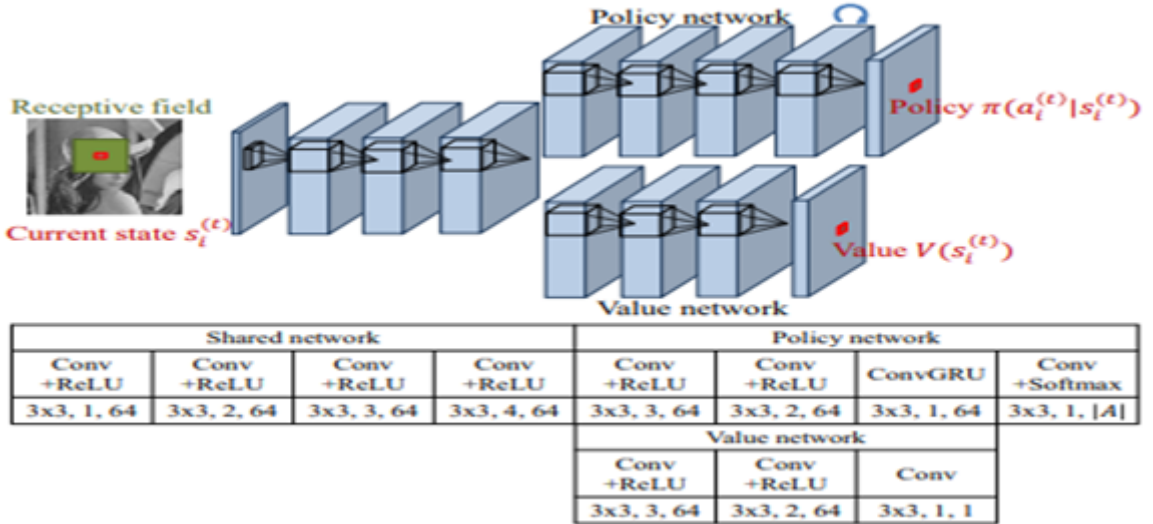 Policy network
Receptive field
Policy π(a_i^(t)|s_i^(t))
Current state s_i^(t)
Value V(s_i^(t))
Value network
Shared network Policy network
Conv +ReLU Conv +ReLU Conv +ReLU Conv +ReLU Conv +ReLU Conv +ReLU ConvGRU Conv +Softmax
3x3, 1, 64 3x3, 2, 64 3x3, 3, 64 3x3, 4, 64 3x3, 3, 64 3x3, 2, 64 3x3, 1, 64 3x3, 1, |A|
Value network
Conv +ReLU Conv +ReLU Conv
3x3, 3, 64 3x3, 2, 64 3x3, 1, 1